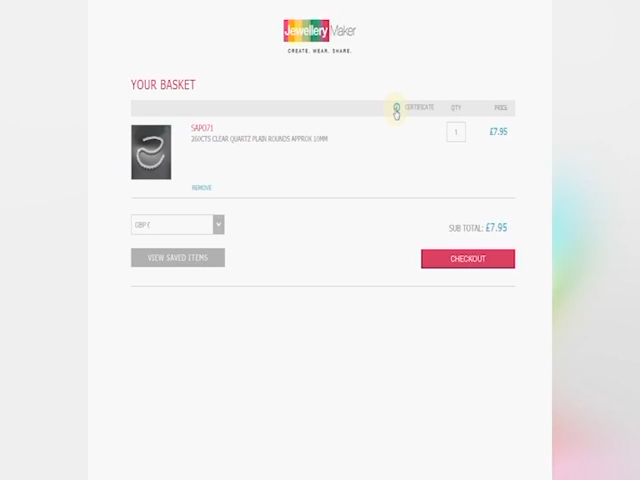 Jewellery Maker
CREATE. WEAR. SHARE.
YOUR BASKET
CERTIFICATE QTY PRICE
SAPO71
260CTS CLEAR QUARTZ PLAIN ROUNDS APPROX 10MM
1 £7.95
REMOVE
GBP £
SUB TOTAL: £7.95
VIEW SAVED ITEMS
CHECKOUT